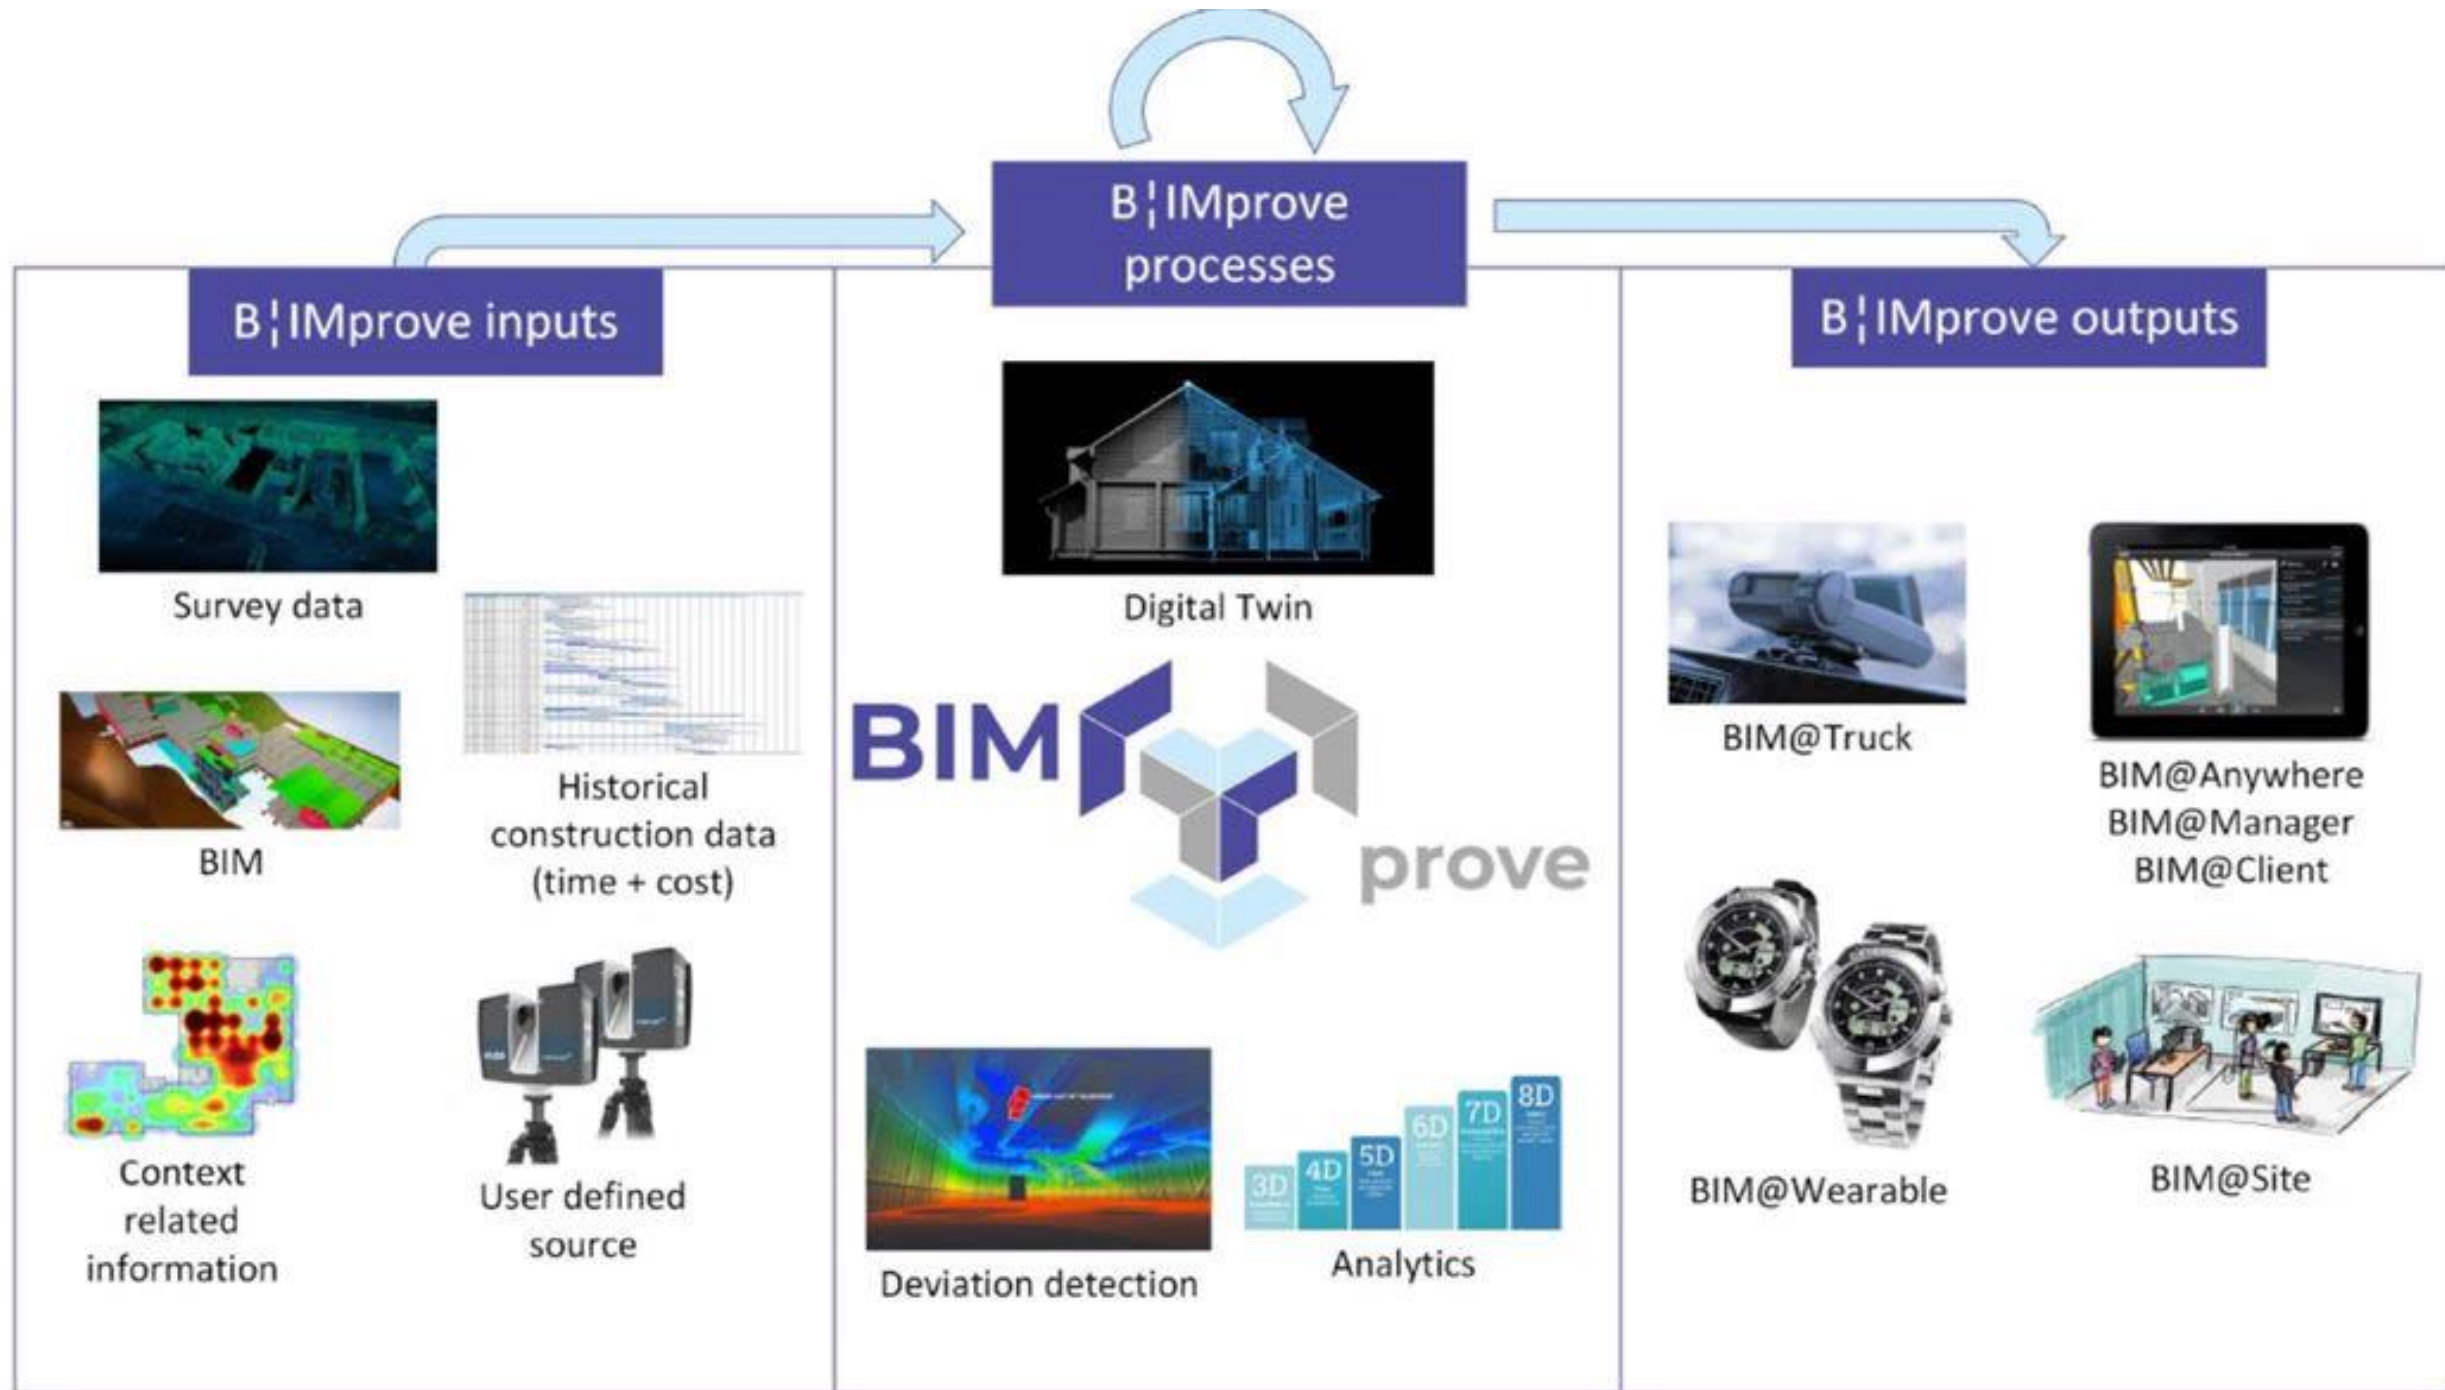 B¦IMprove
processes
B¦IMprove inputs
B¦IMprove outputs
Survey data
BIM
Historical
construction data
(time + cost)
Context
related
information
User defined
source
Digital Twin
BIM
prove
Deviation detection
3D
4D
5D
6D
7D
8D
Analytics
BIM@Truck
BIM@Anywhere
BIM@Manager
BIM@Client
BIM@Wearable
BIM@Site